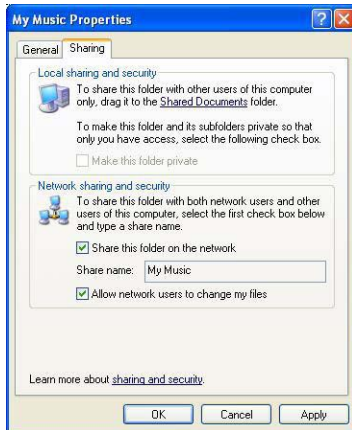 My Music Properties
General Sharing
Local sharing and security
To share this folder with other users of this computer
only, drag it to the Shared Documents folder.
To make this folder and its subfolders private so that
only you have access, select the following check box.
Make this folder private
Network sharing and security
To share this folder with both network users and other
users of this computer, select the first check box below
and type a share name.
Share this folder on the network
Share name: My Music
Allow network users to change my files
Learn more about sharing and security.
OK Cancel Apply